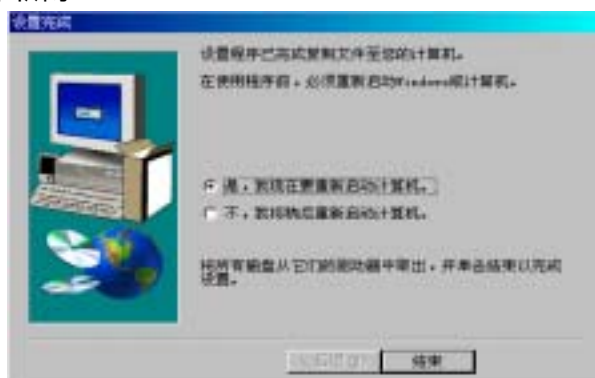 设置完成
设置程序已完成复制文件至您的计算机。
在使用程序前，必须重新启动Windows或计算机。
是，我现在要重新启动计算机。
不，我将稍后重新启动计算机。
将所有磁盘从它们的驱动器中取出，并单击结束以完成
设置。
结束